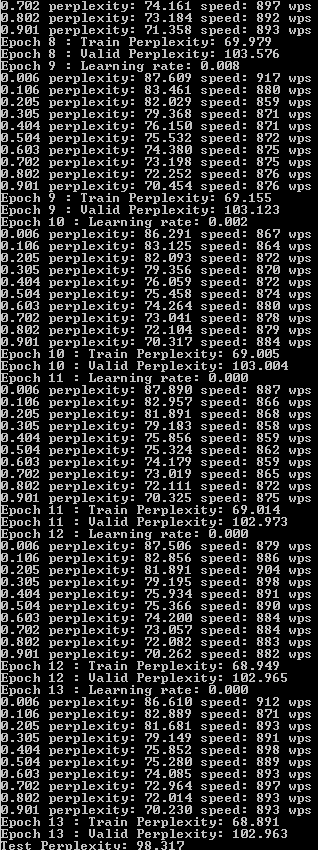 0.702 perplexity: 74.161 speed: 897 wps
0.802 perplexity: 73.184 speed: 892 wps
0.901 perplexity: 71.358 speed: 893 wps
Epoch 8 : Train Perplexity: 69.979
Epoch 8 : Valid Perplexity: 103.576
Epoch 9 : Learning rate: 0.008
0.006 perplexity: 87.609 speed: 917 wps
0.106 perplexity: 83.461 speed: 880 wps
0.205 perplexity: 82.029 speed: 859 wps
0.305 perplexity: 79.368 speed: 871 wps
0.404 perplexity: 76.150 speed: 871 wps
0.504 perplexity: 75.532 speed: 872 wps
0.603 perplexity: 74.380 speed: 875 wps
0.702 perplexity: 73.198 speed: 875 wps
0.802 perplexity: 72.252 speed: 876 wps
0.901 perplexity: 70.454 speed: 876 wps
Epoch 9 : Train Perplexity: 69.155
Epoch 9 : Valid Perplexity: 103.123
Epoch 10 : Learning rate: 0.002
0.006 perplexity: 86.291 speed: 867 wps
0.106 perplexity: 83.125 speed: 864 wps
0.205 perplexity: 82.093 speed: 872 wps
0.305 perplexity: 79.356 speed: 870 wps
0.404 perplexity: 76.059 speed: 872 wps
0.504 perplexity: 75.458 speed: 874 wps
0.603 perplexity: 74.264 speed: 880 wps
0.702 perplexity: 73.041 speed: 878 wps
0.802 perplexity: 72.104 speed: 879 wps
0.901 perplexity: 70.317 speed: 884 wps
Epoch 10 : Train Perplexity: 69.005
Epoch 10 : Valid Perplexity: 103.004
Epoch 11 : Learning rate: 0.000
0.006 perplexity: 87.890 speed: 887 wps
0.106 perplexity: 82.957 speed: 866 wps
0.205 perplexity: 81.891 speed: 868 wps
0.305 perplexity: 79.183 speed: 858 wps
0.404 perplexity: 75.856 speed: 859 wps
0.504 perplexity: 75.324 speed: 862 wps
0.603 perplexity: 74.179 speed: 859 wps
0.702 perplexity: 73.019 speed: 865 wps
0.802 perplexity: 72.111 speed: 872 wps
0.901 perplexity: 70.325 speed: 875 wps
Epoch 11 : Train Perplexity: 69.014
Epoch 11 : Valid Perplexity: 102.973
Epoch 12 : Learning rate: 0.000
0.006 perplexity: 87.506 speed: 879 wps
0.106 perplexity: 82.856 speed: 886 wps
0.205 perplexity: 81.891 speed: 904 wps
0.305 perplexity: 79.195 speed: 898 wps
0.404 perplexity: 75.934 speed: 891 wps
0.504 perplexity: 75.366 speed: 890 wps
0.603 perplexity: 74.200 speed: 884 wps
0.702 perplexity: 73.057 speed: 884 wps
0.802 perplexity: 72.082 speed: 883 wps
0.901 perplexity: 70.262 speed: 882 wps
Epoch 12 : Train Perplexity: 68.949
Epoch 12 : Valid Perplexity: 102.965
Epoch 13 : Learning rate: 0.000
0.006 perplexity: 86.610 speed: 912 wps
0.106 perplexity: 82.889 speed: 871 wps
0.205 perplexity: 81.681 speed: 893 wps
0.305 perplexity: 79.149 speed: 891 wps
0.404 perplexity: 75.852 speed: 898 wps
0.504 perplexity: 75.280 speed: 889 wps
0.603 perplexity: 74.085 speed: 893 wps
0.702 perplexity: 72.964 speed: 897 wps
0.802 perplexity: 72.014 speed: 893 wps
0.901 perplexity: 70.230 speed: 893 wps
Epoch 13 : Train Perplexity: 68.891
Epoch 13 : Valid Perplexity: 102.963
Test Perplexity: 98.317